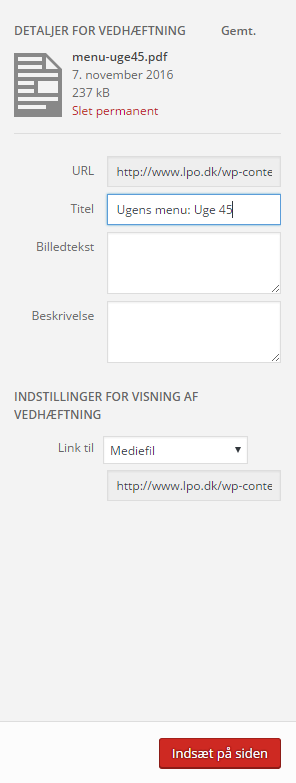 DETALJER FOR VEDHÆFTNING Gemt.
menu-uge45.pdf
7. november 2016
237 kB
Slet permanent
URL http://www.lpo.dk/wp-conte
Titel Ugens menu: Uge 45
Billedtekst
Beskrivelse
INDSTILLINGER FOR VISNING AF
VEDHÆFTNING
Link til Mediefil
http://www.lpo.dk/wp-conte
Indsæt på siden